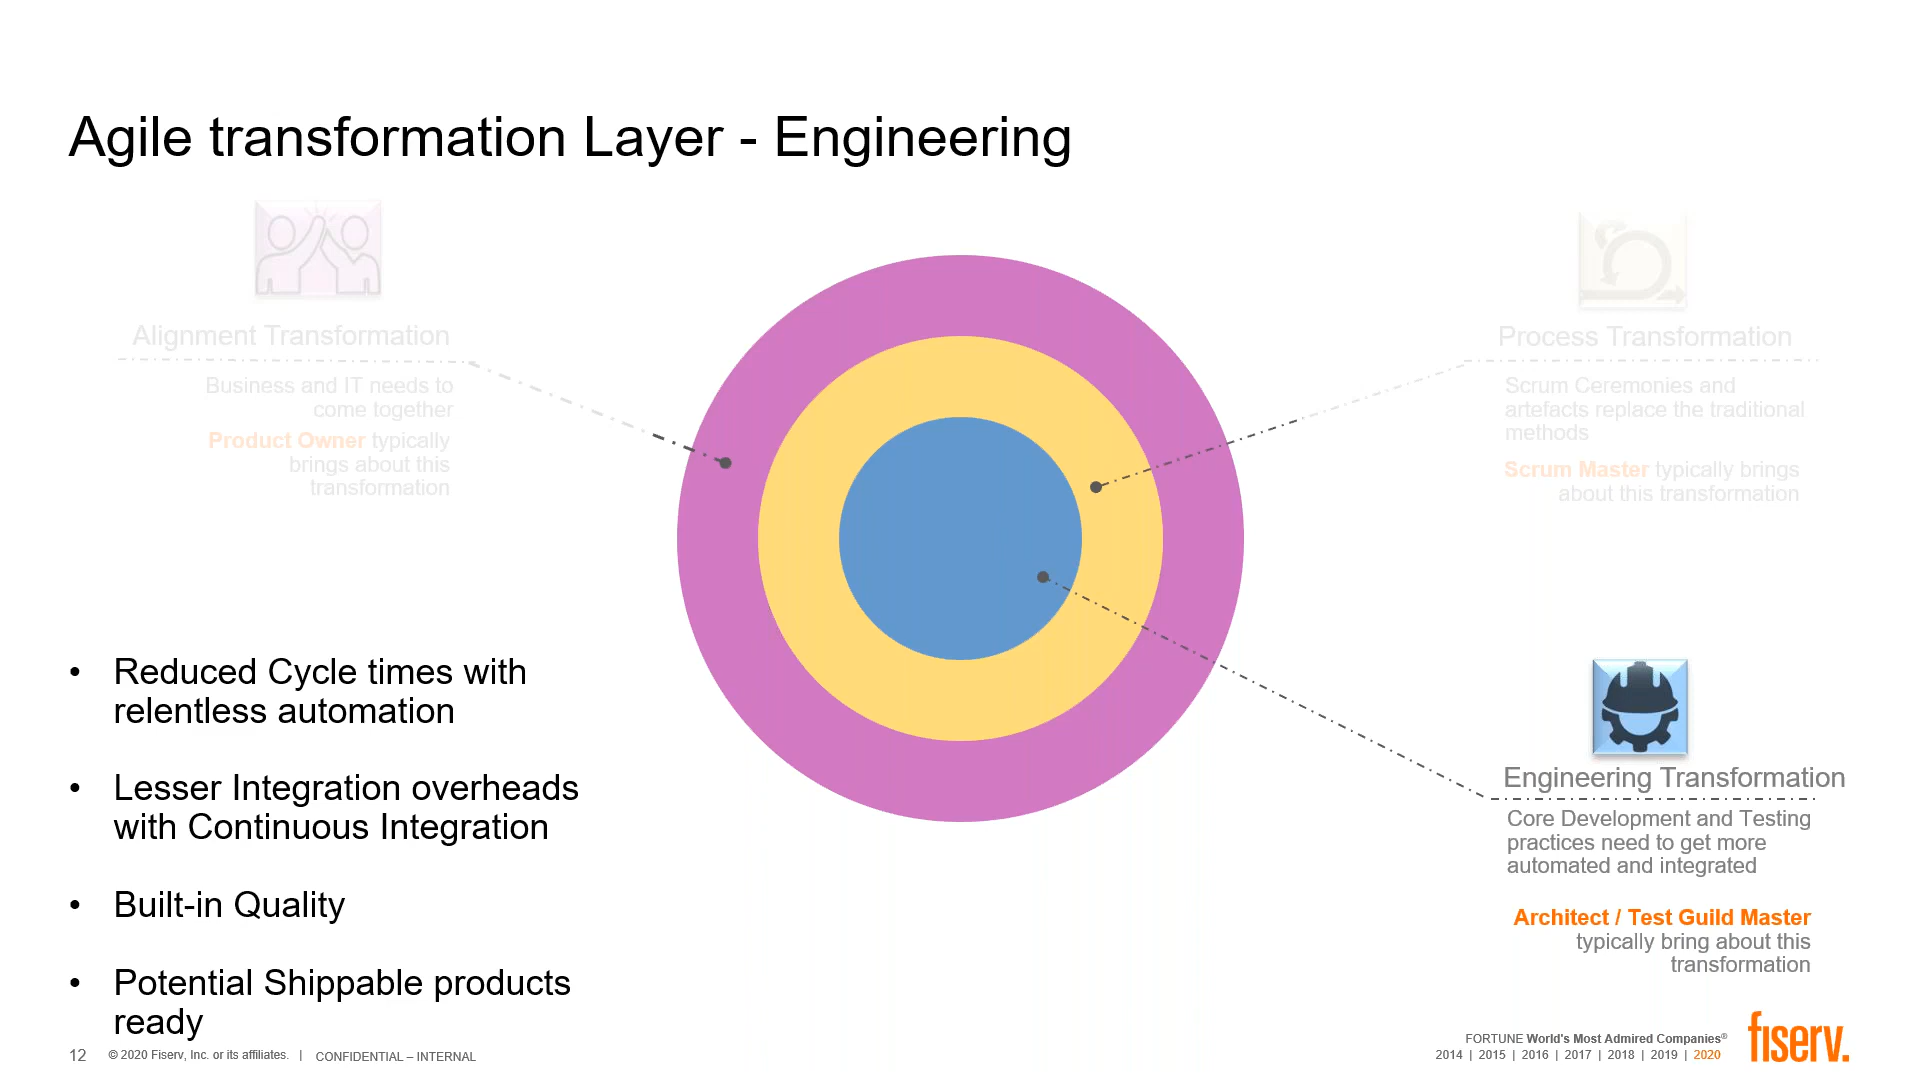 Agile transformation Layer - Engineering
Alignment Transformation
Business and IT needs to
come together
Product Owner typically
brings about this
transformation
Process Transformation
Scrum Ceremonies and
artefacts replace the traditional
methods
Scrum Master typically brings
about this transformation
• Reduced Cycle times with
relentless automation
• Lesser Integration overheads
with Continuous Integration
• Built-in Quality
• Potential Shippable products
ready
Engineering Transformation
Core Development and Testing
practices need to get more
automated and integrated
Architect / Test Guild Master
typically bring about this
transformation
12 © 2020 Fiserv, Inc. or its affiliates. | CONFIDENTIAL – INTERNAL
FORTUNE World's Most Admired Companies®
2014 | 2015 | 2016 | 2017 | 2018 | 2019 | 2020
fiserv.